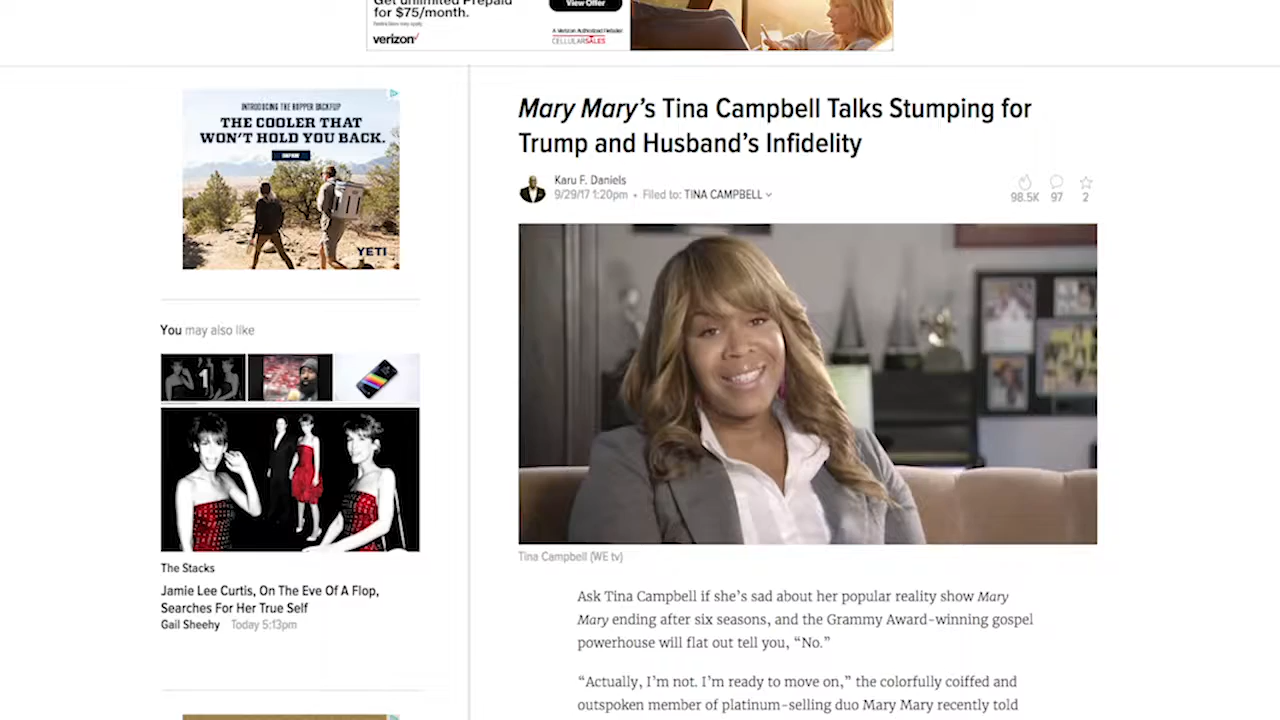 Get unlimited Prepaid
for $75/month.
View Offer
verizon
A Verizon Authorized Retailer
CELLULARSALES
INTRODUCING THE HOPPER BACKFLIP
THE COOLER THAT
WON'T HOLD YOU BACK.
SHOP NOW
YETI
You may also like
1
The Stacks
Jamie Lee Curtis, On The Eve Of A Flop,
Searches For Her True Self
Gail Sheehy Today 5:13pm
Mary Mary's Tina Campbell Talks Stumping for
Trump and Husband's Infidelity
Karu F. Daniels
9/29/17 1:20pm • Filed to: TINA CAMPBELL
98.5K 97 2
Tina Campbell (WE tv)
Ask Tina Campbell if she's sad about her popular reality show Mary
Mary ending after six seasons, and the Grammy Award-winning gospel
powerhouse will flat out tell you, “No.”
“Actually, I'm not. I'm ready to move on,” the colorfully coiffed and
outspoken member of platinum-selling duo Mary Mary recently told